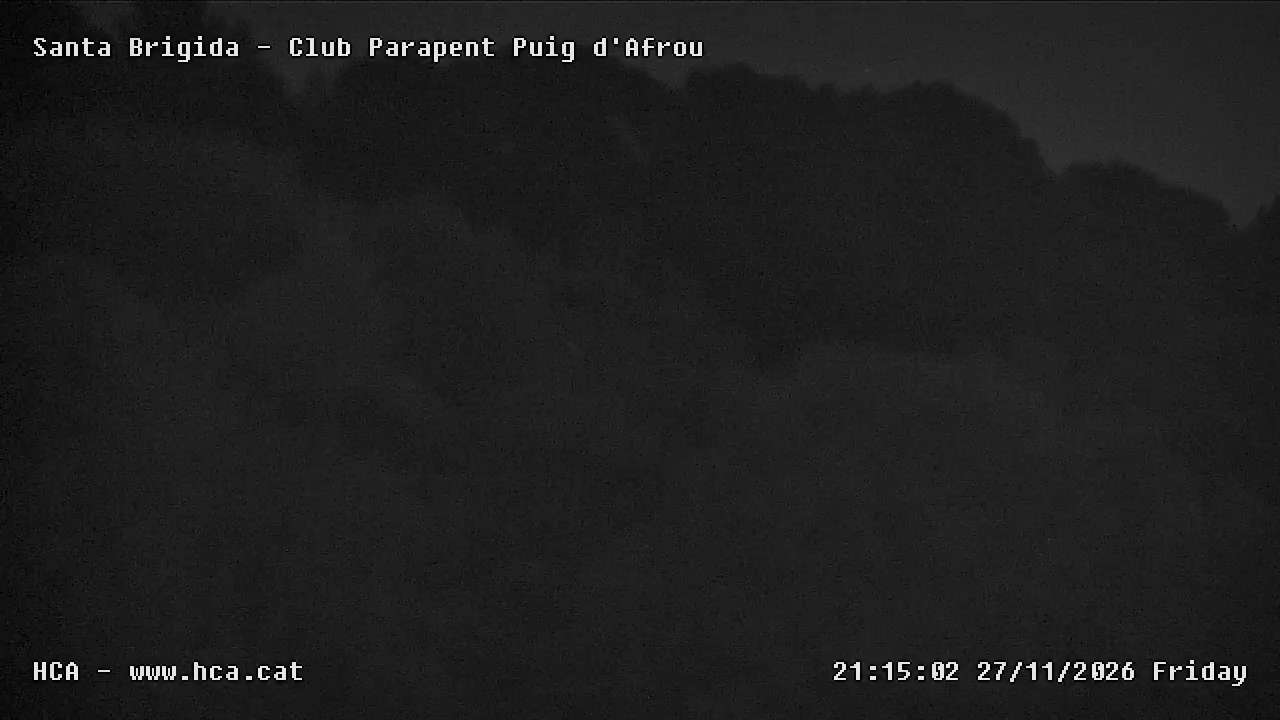 Santa Brigida - Club Parapent Puig d'Afrou
HCA - www.hca.cat
21:15:02 27/11/2026 Friday